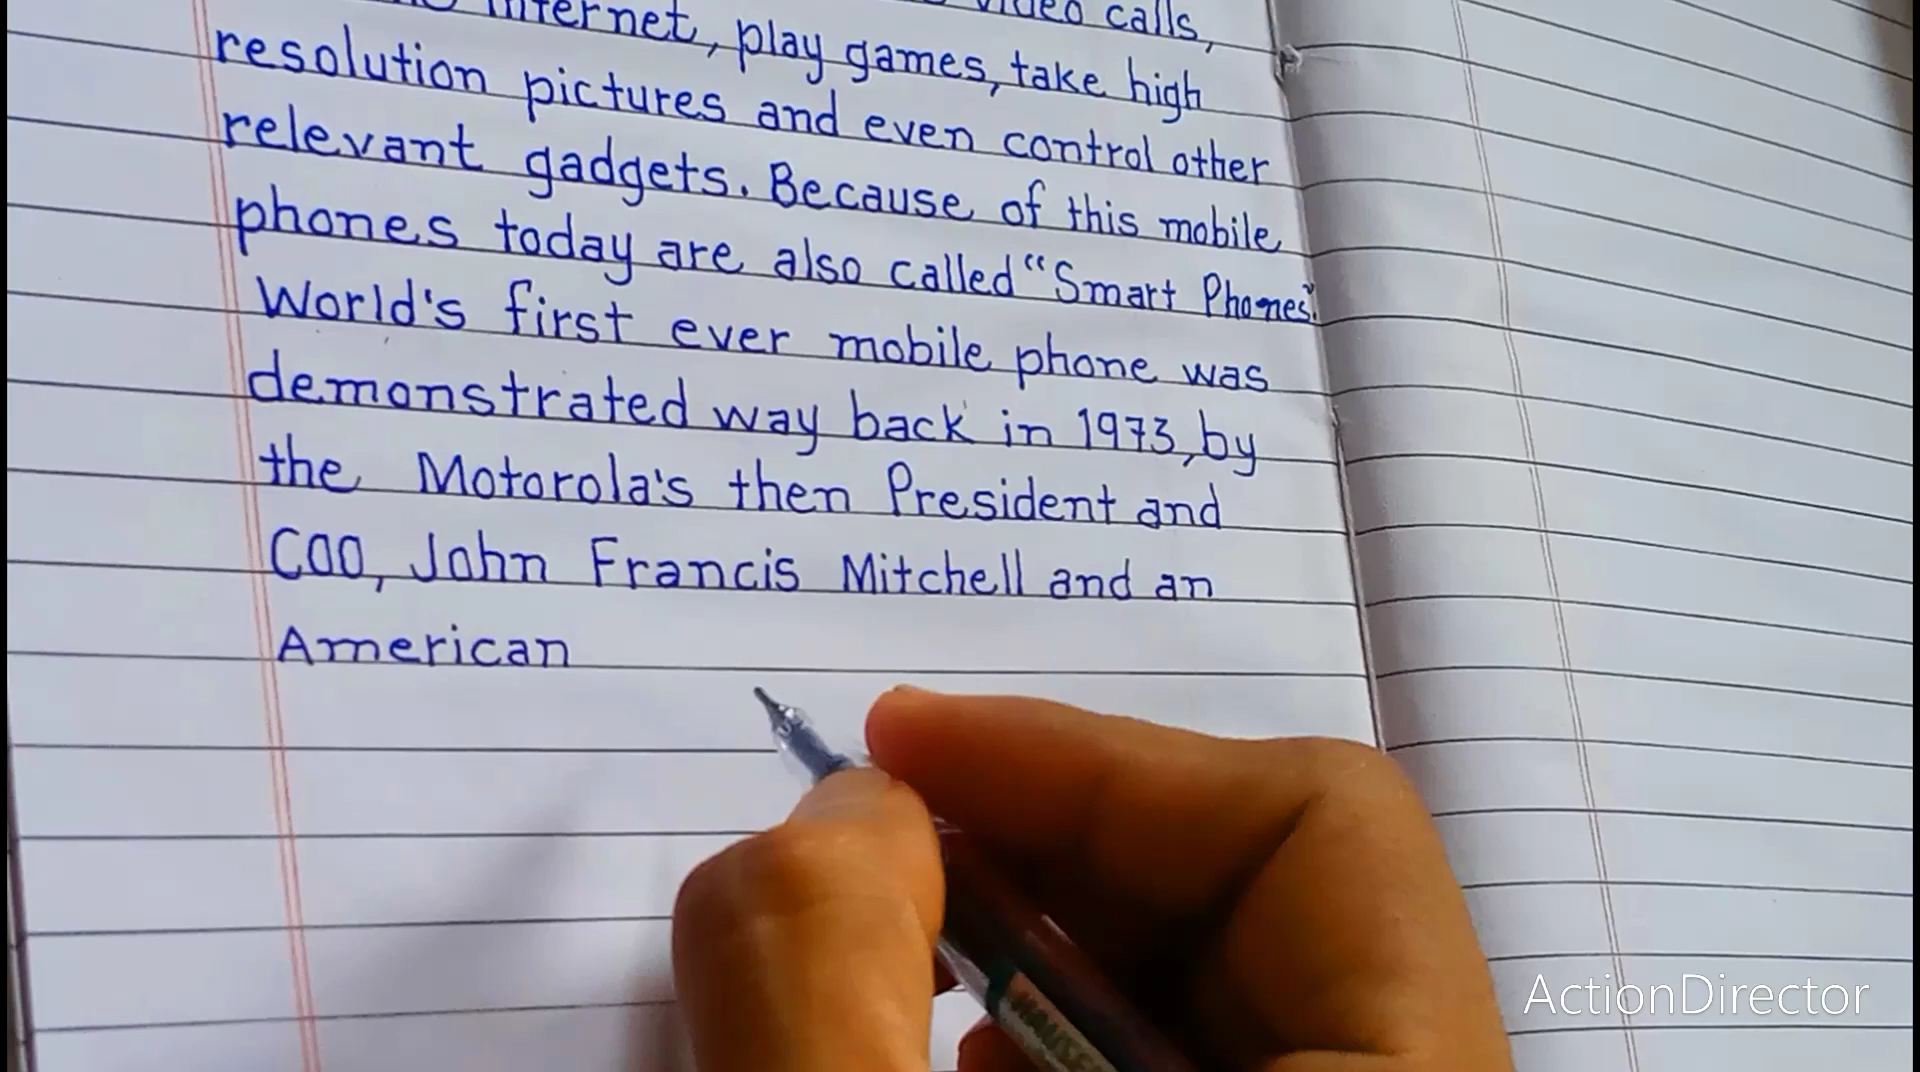 internet, video calls,
play games, take high
resolution pictures and even control other
relevant gadgets. Because of this mobile
phones today are also called "Smart Phones".
World's first ever mobile phone was
demonstrated way back in 1973, by
the Motorola's then President and
COO, John Francis Mitchell and an
American
ActionDirector